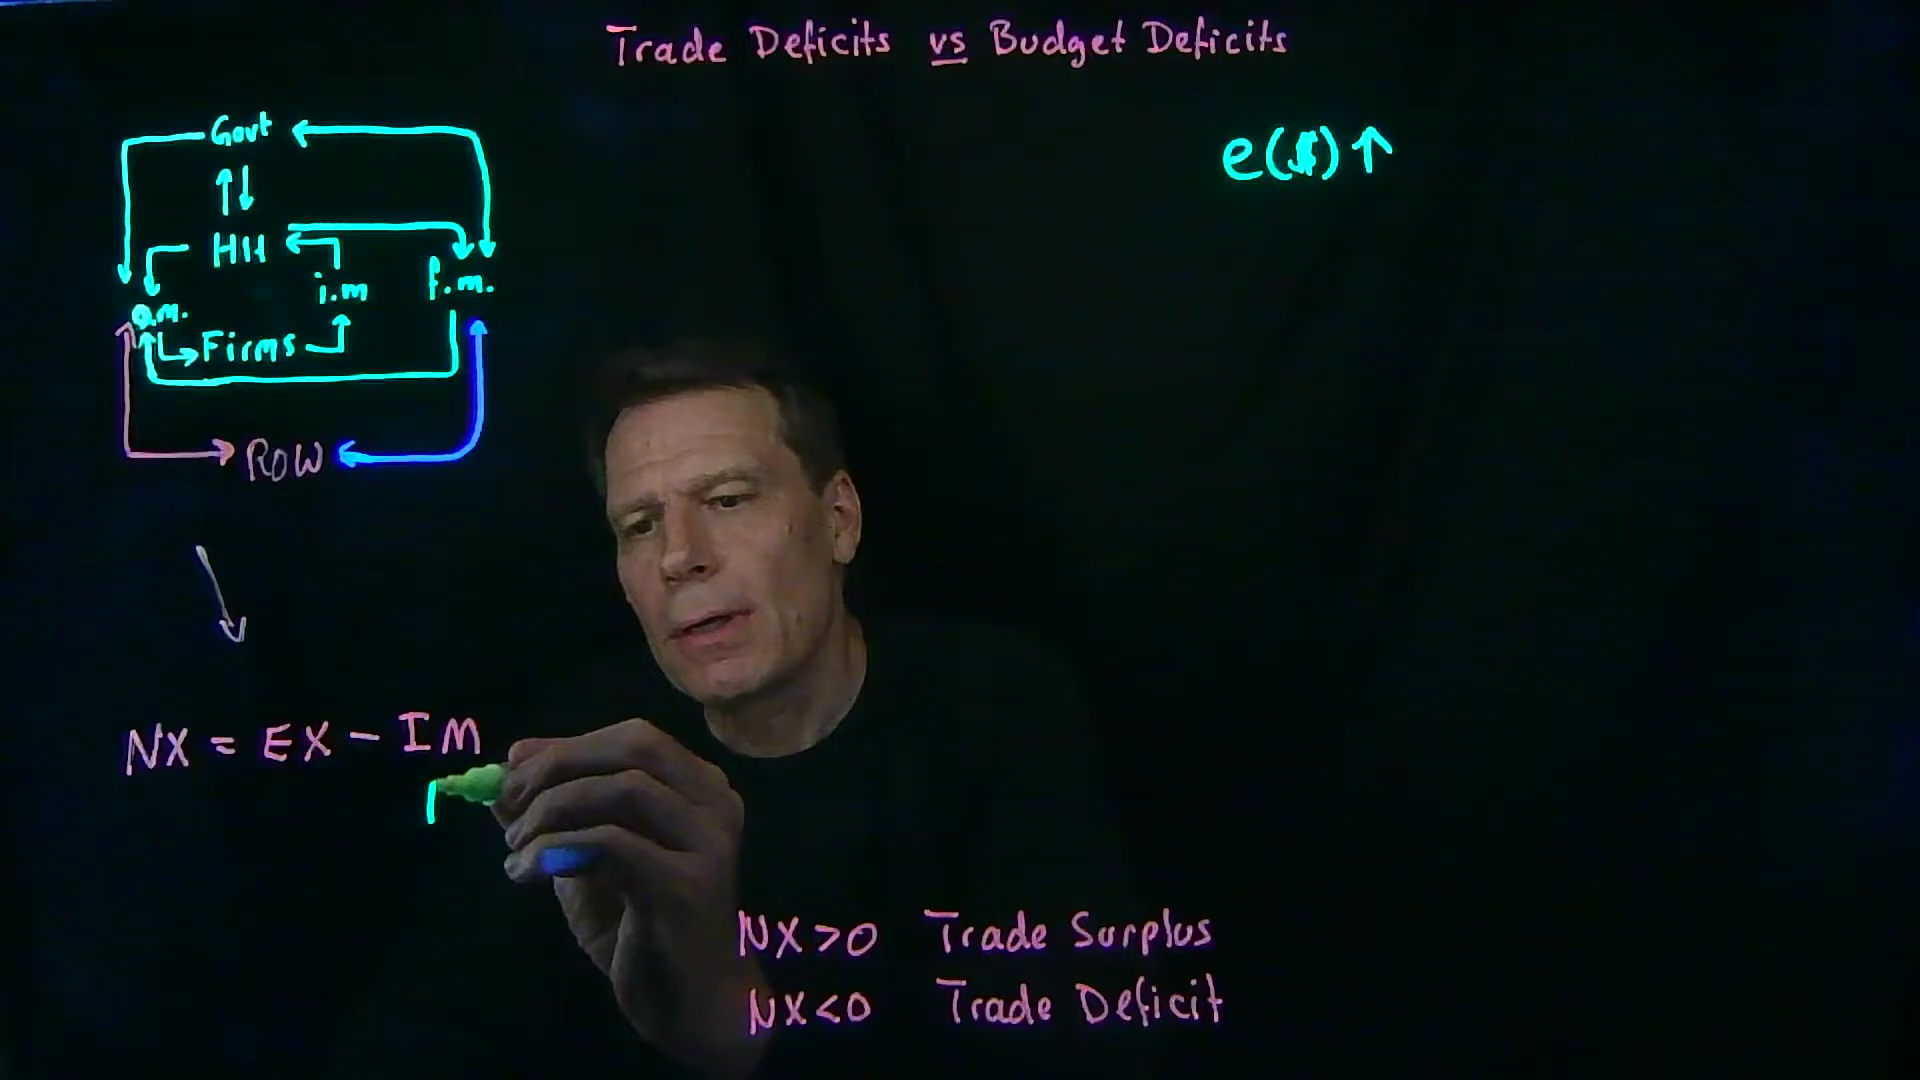 Trade Deficits vs Budget Deficits
Govt
e($)↑
HH
i.m
f.m.
o.m.
Firms
ROW
NX = EX - IM
NX>0 Trade Surplus
NX<0 Trade Deficit